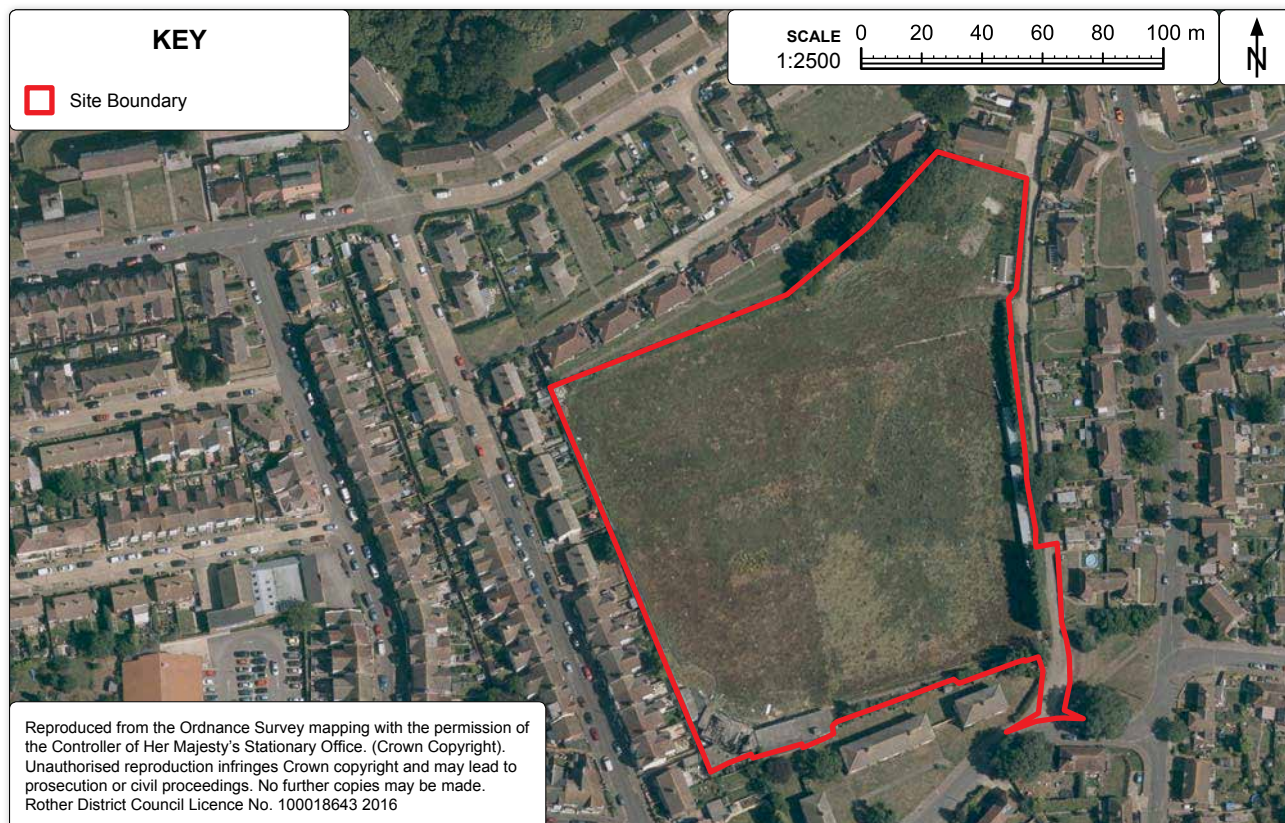 KEY
Site Boundary
SCALE 0 20 40 60 80 100 m
1:2500
N
Reproduced from the Ordnance Survey mapping with the permission of
the Controller of Her Majesty's Stationary Office. (Crown Copyright).
Unauthorised reproduction infringes Crown copyright and may lead to
prosecution or civil proceedings. No further copies may be made.
Rother District Council Licence No. 100018643 2016